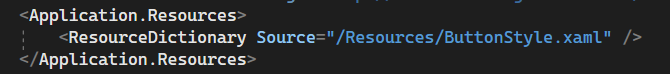 <Application.Resources>
<ResourceDictionary Source="/Resources/ButtonStyle.xaml" />
</Application.Resources>